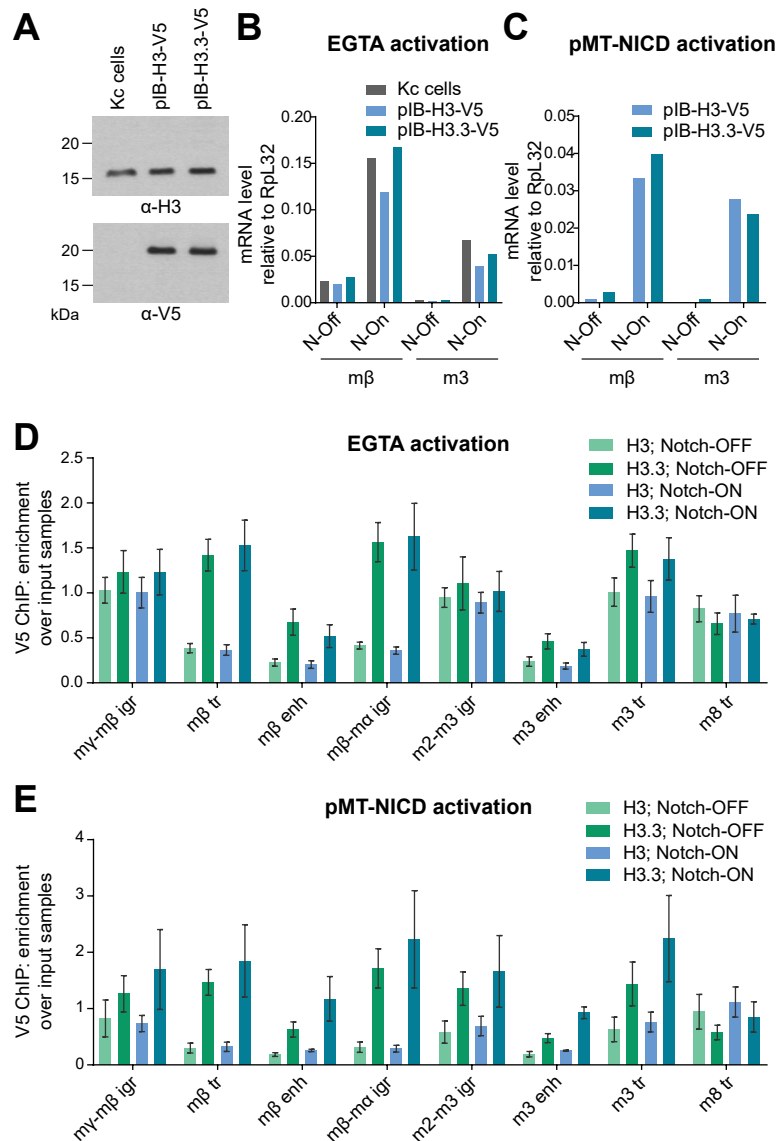 A
Kc cells
pIB-H3-V5
pIB-H3.3-V5
20
15
α-H3
20
15
kDa
α-V5
B
EGTA activation
Kc cells
pIB-H3-V5
pIB-H3.3-V5
mRNA level
relative to RpL32
0.20
0.15
0.10
0.05
0.00
N-Off
N-On
N-Off
N-On
mβ
m3
C
pMT-NICD activation
pIB-H3-V5
pIB-H3.3-V5
mRNA level
relative to RpL32
0.05
0.04
0.03
0.02
0.01
0.00
N-Off
N-On
N-Off
N-On
mβ
m3
D
EGTA activation
H3; Notch-OFF
H3.3; Notch-OFF
H3; Notch-ON
H3.3; Notch-ON
V5 ChIP: enrichment
over input samples
2.5
2.0
1.5
1.0
0.5
0.0
mγ-mβ igr
mβ tr
mβ enh
mβ-mα igr
m2-m3 igr
m3 enh
m3 tr
m8 tr
E
pMT-NICD activation
H3; Notch-OFF
H3.3; Notch-OFF
H3; Notch-ON
H3.3; Notch-ON
V5 ChIP: enrichment
over input samples
4
3
2
1
0
mγ-mβ igr
mβ tr
mβ enh
mβ-mα igr
m2-m3 igr
m3 enh
m3 tr
m8 tr